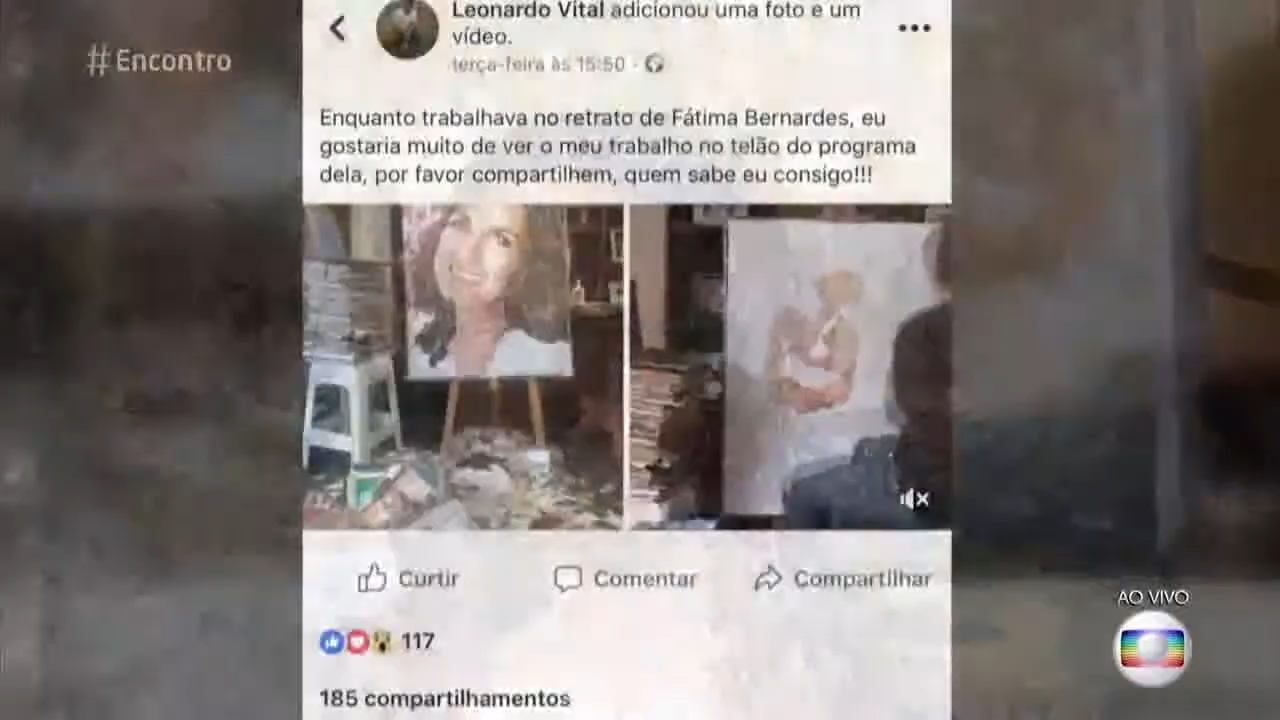 #Encontro
Leonardo Vital adicionou uma foto e um
vídeo.
terça-feira às 15:50 ·
Enquanto trabalhava no retrato de Fátima Bernardes, eu
gostaria muito de ver o meu trabalho no telão do programa
dela, por favor compartilhem, quem sabe eu consigo!!!
Curtir
Comentar
Compartilhar
117
185 compartilhamentos
AO VIVO